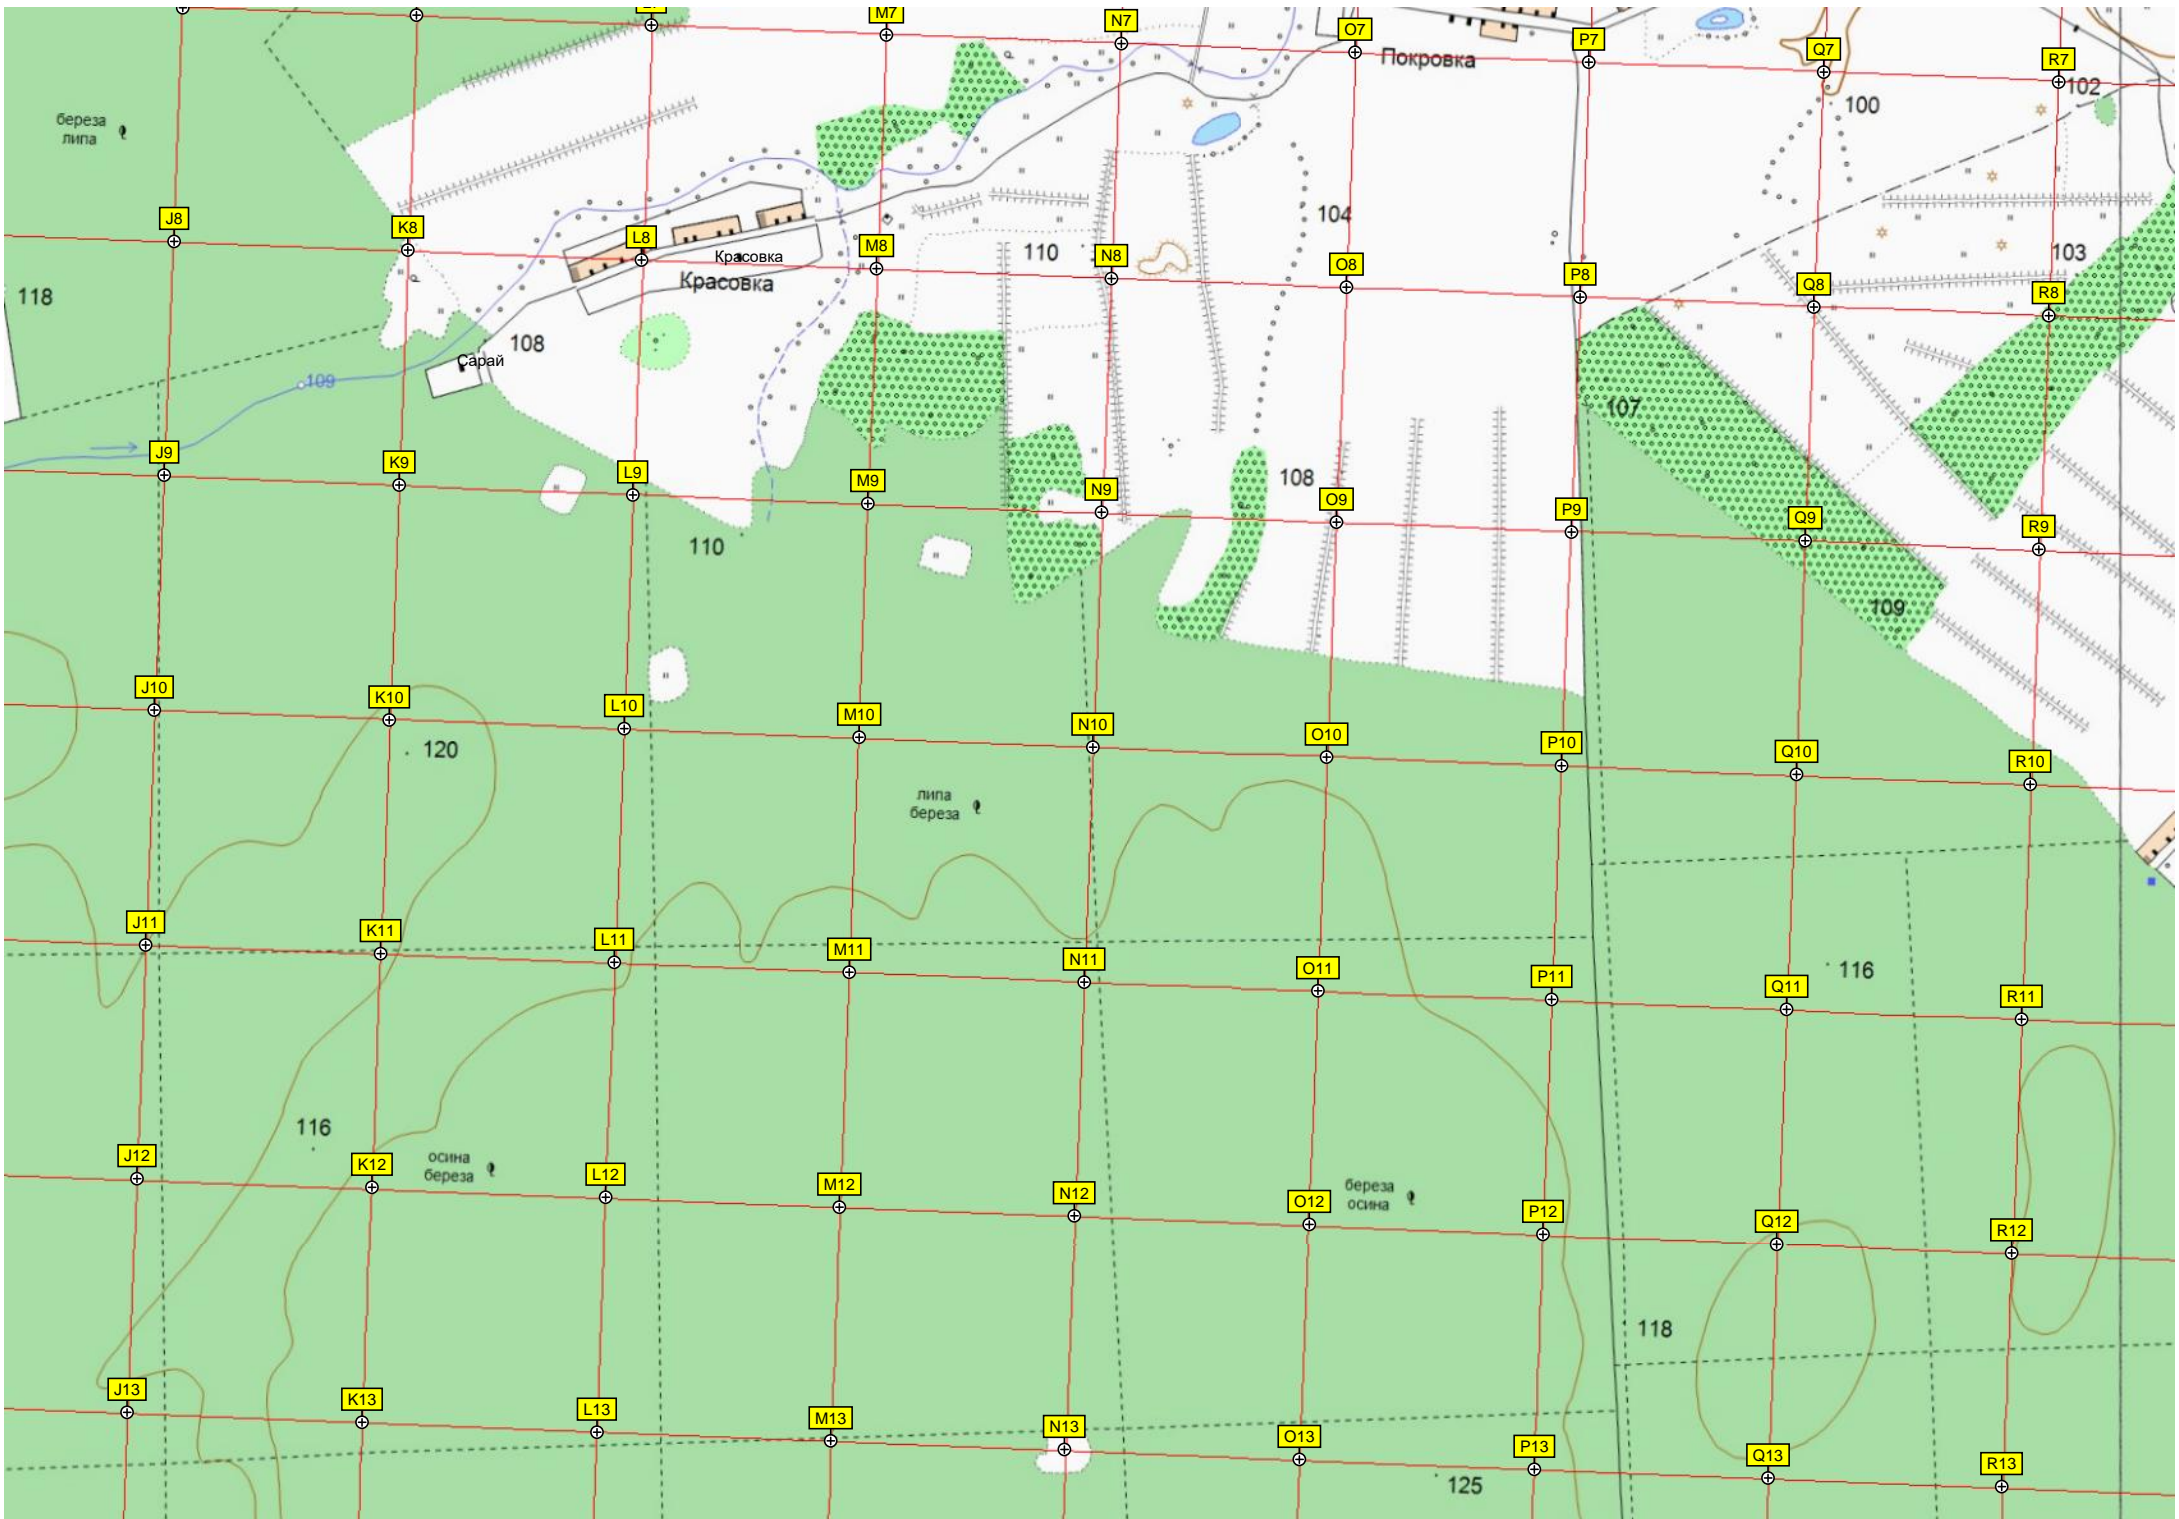 M7
N7
O7
P7
Q7
R7
Покровка
102
100
береза
липа
J8
K8
L8
M8
N8
O8
P8
Q8
R8
104
110
103
Красовка
Красовка
118
108
Сарай
109
107
J9
K9
L9
M9
N9
O9
P9
Q9
R9
108
110
109
J10
K10
L10
M10
N10
O10
P10
Q10
R10
120
липа
береза
J11
K11
L11
M11
N11
O11
P11
Q11
R11
116
116
J12
K12
L12
M12
N12
O12
P12
Q12
R12
осина
береза
береза
осина
118
J13
K13
L13
M13
N13
O13
P13
Q13
R13
125